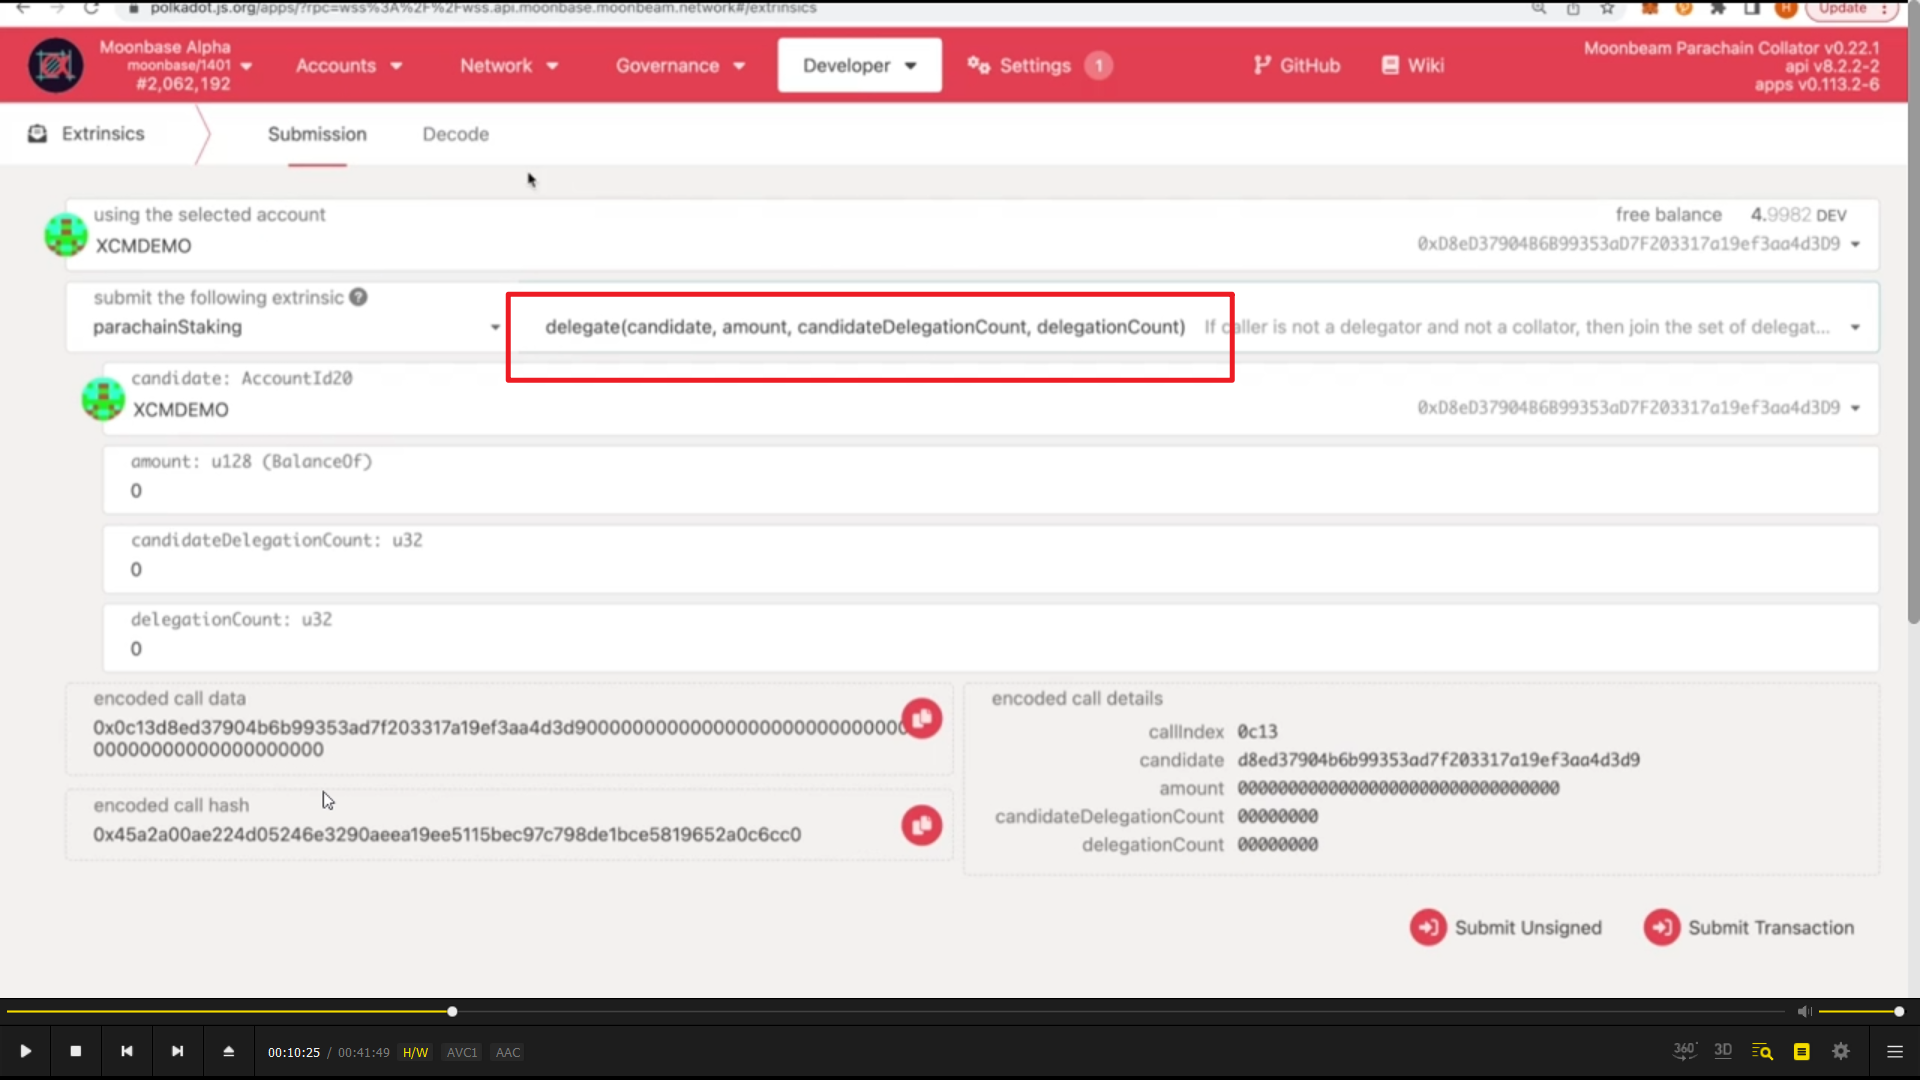 polkadot.js.org/apps/?rpc=wss%3A%2F%2Fwss.api.moonbase.moonbeam.network#/extrinsics
Update
Moonbase Alpha
moonbase/1401
#2,062,192
Accounts
Network
Governance
Developer
Settings 1
GitHub
Wiki
Moonbeam Parachain Collator v0.22.1
api v8.2.2-2
apps v0.113.2-6
Extrinsics
Submission
Decode
using the selected account
XCMDEMO
free balance 4.9982 DEV
0xD8eD37904B6B99353aD7F203317a19ef3aa4d3D9
submit the following extrinsic ?
parachainStaking
delegate(candidate, amount, candidateDelegationCount, delegationCount) If caller is not a delegator and not a collator, then join the set of delegat...
candidate: AccountId20
XCMDEMO
0xD8eD37904B6B99353aD7F203317a19ef3aa4d3D9
amount: u128 (BalanceOf)
0
candidateDelegationCount: u32
0
delegationCount: u32
0
encoded call data
0x0c13d8ed37904b6b99353ad7f203317a19ef3aa4d3d9000000000000000000000000000000
00000000000000000000
encoded call hash
0x45a2a00ae224d05246e3290aeea19ee5115bec97c798de1bce5819652a0c6cc0
encoded call details
callIndex 0c13
candidate d8ed37904b6b99353ad7f203317a19ef3aa4d3d9
amount 00000000000000000000000000000000
candidateDelegationCount 00000000
delegationCount 00000000
Submit Unsigned
Submit Transaction
00:10:25 / 00:41:49 H/W AVC1 AAC
360° 3D